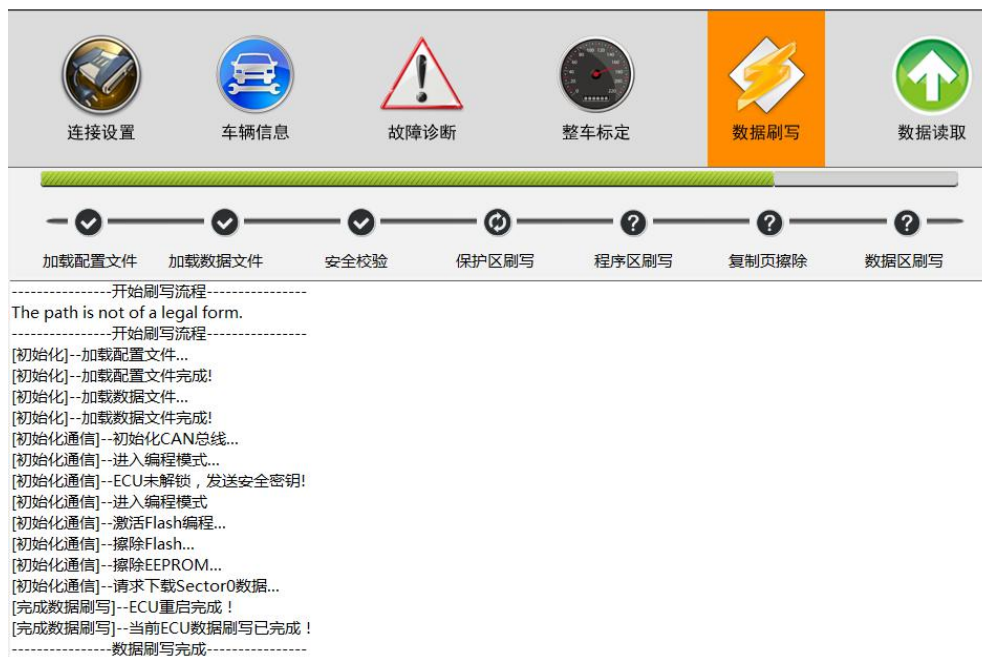 连接设置 车辆信息 故障诊断 整车标定 数据刷写 数据读取
加载配置文件 加载数据文件 安全校验 保护区刷写 程序区刷写 复制页擦除 数据区刷写
----------------开始刷写流程----------------
The path is not of a legal form.
----------------开始刷写流程----------------
[初始化]--加载配置文件...
[初始化]--加载配置文件完成!
[初始化]--加载数据文件...
[初始化]--加载数据文件完成!
[初始化通信]--初始化CAN总线...
[初始化通信]--进入编程模式...
[初始化通信]--ECU未解锁，发送安全密钥!
[初始化通信]--进入编程模式
[初始化通信]--激活Flash编程...
[初始化通信]--擦除Flash...
[初始化通信]--擦除EEPROM...
[初始化通信]--请求下载Sector0数据...
[完成数据刷写]--ECU重启完成！
[完成数据刷写]--当前ECU数据刷写已完成！
----------------数据刷写完成----------------